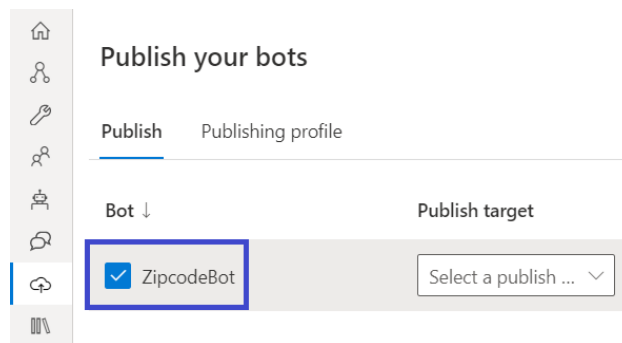 Publish your bots
Publish Publishing profile
Bot ↓ Publish target
ZipcodeBot Select a publish ...